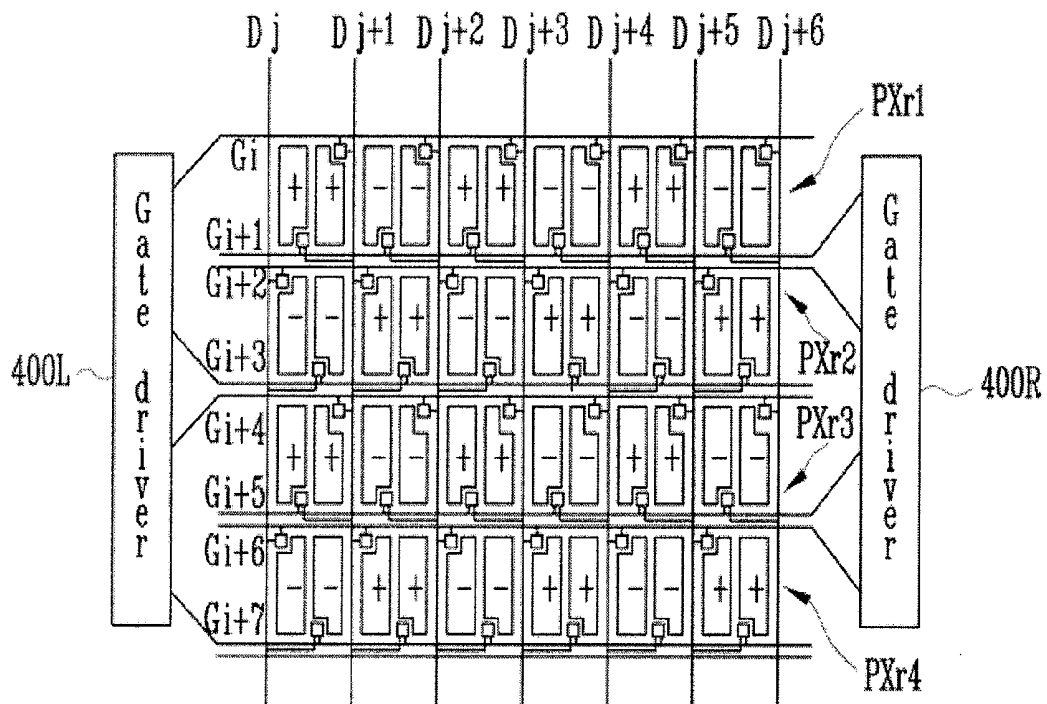 Dj Dj+1 Dj+2 Dj+3 Dj+4 Dj+5 Dj+6
PXr1
Gi
+ + - - + + - - + + - -
Gi+1
Gi+2
- - + + - - + + - - + +
PXr2
Gi+3
400L
Gate driver
Gate driver
400R
PXr3
Gi+4
+ + - - + + - - + + - -
Gi+5
Gi+6
- - + + - - + + - - + +
Gi+7
PXr4